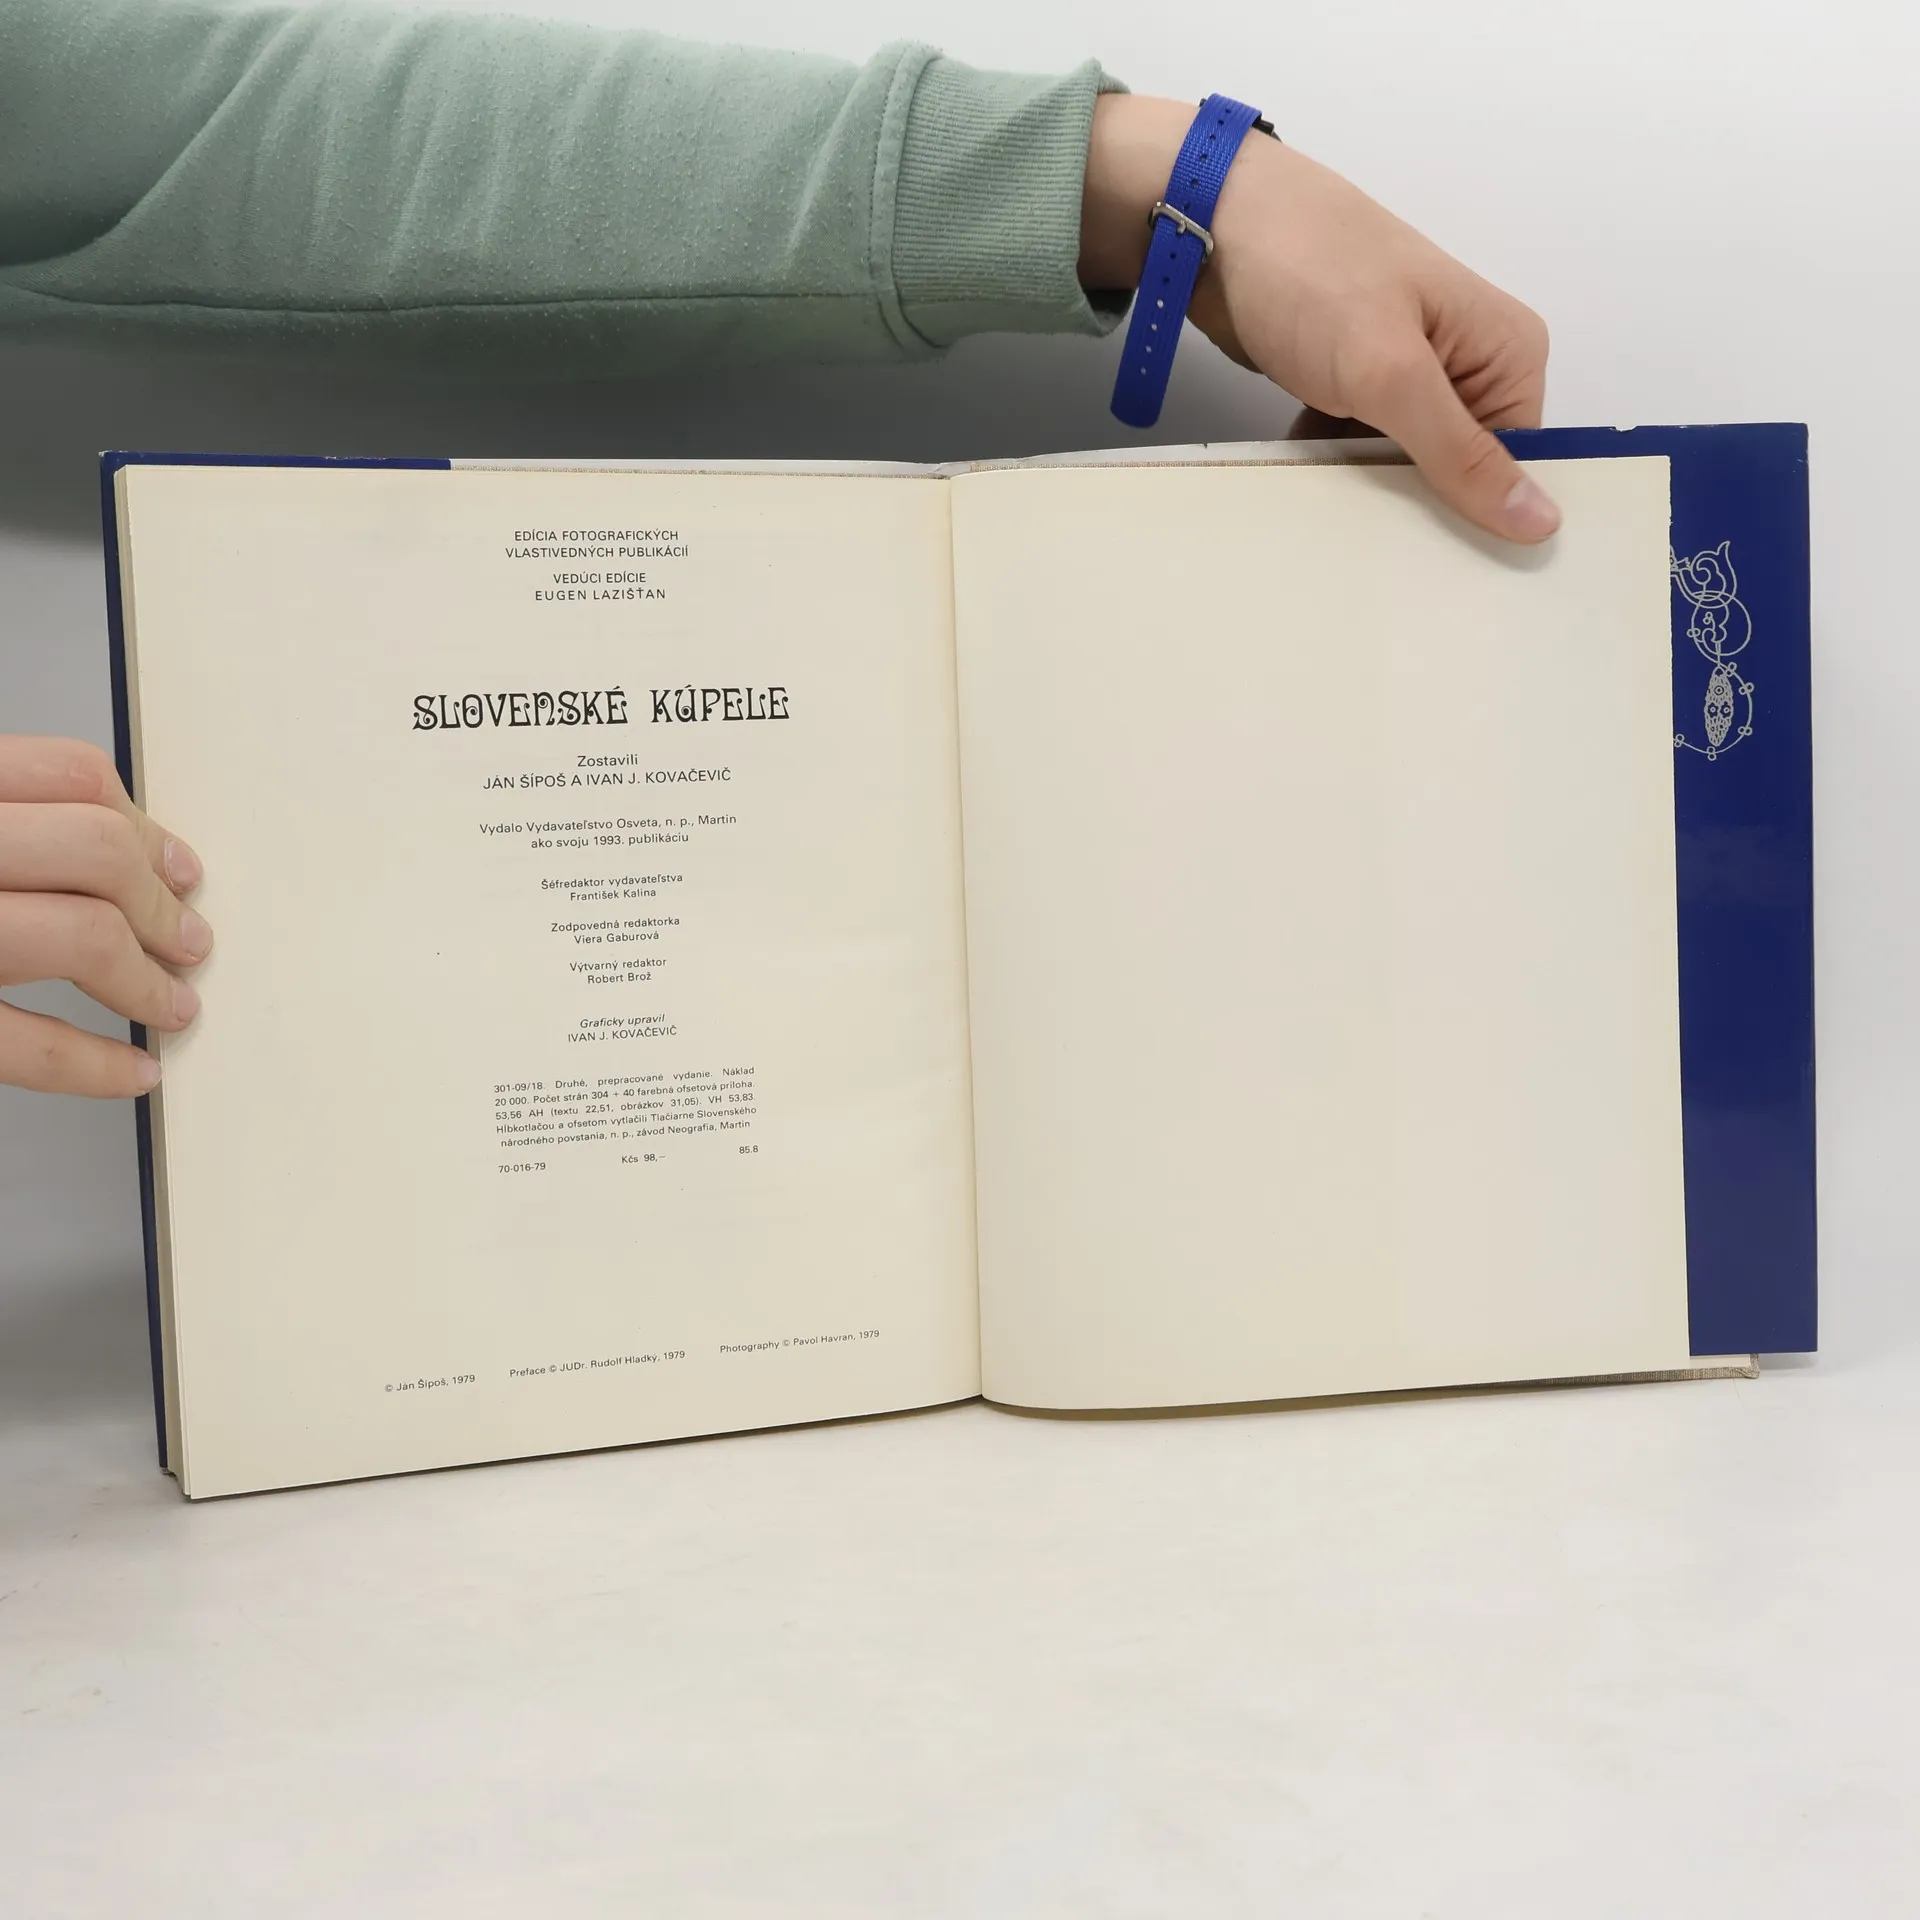 EDÍCIA FOTOGRAFICKÝCH
VLASTIVEDNÝCH PUBLIKÁCIÍ
VEDÚCI EDÍCIE
EUGEN LAZIŠŤAN
SLOVENSKÉ KÚPELE
Zostavili
JÁN ŠÍPOŠ A IVAN J. KOVAČEVIČ
Vydalo Vydavateľstvo Osveta, n. p., Martin
ako svoju 1993. publikáciu
Šéfredaktor vydavateľstva
František Kalina
Zodpovedná redaktorka
Viera Gaburová
Výtvarný redaktor
Robert Brož
Graficky upravil
IVAN J. KOVAČEVIČ
301-09/18. Druhé, prepracované vydanie. Náklad
20 000. Počet strán 304 + 40 farebná ofsetová príloha.
53,56 AH (textu 22,51, obrázkov 31,05). VH 53,83.
Hĺbkotlačou a ofsetom vytlačili Tlačiarne Slovenského
národného povstania, n. p., závod Neografia, Martin
70-016-79 Kčs 98,— 85.8
© Ján Šípoš, 1979 Preface © JUDr. Rudolf Hladký, 1979 Photography © Pavol Havran, 1979